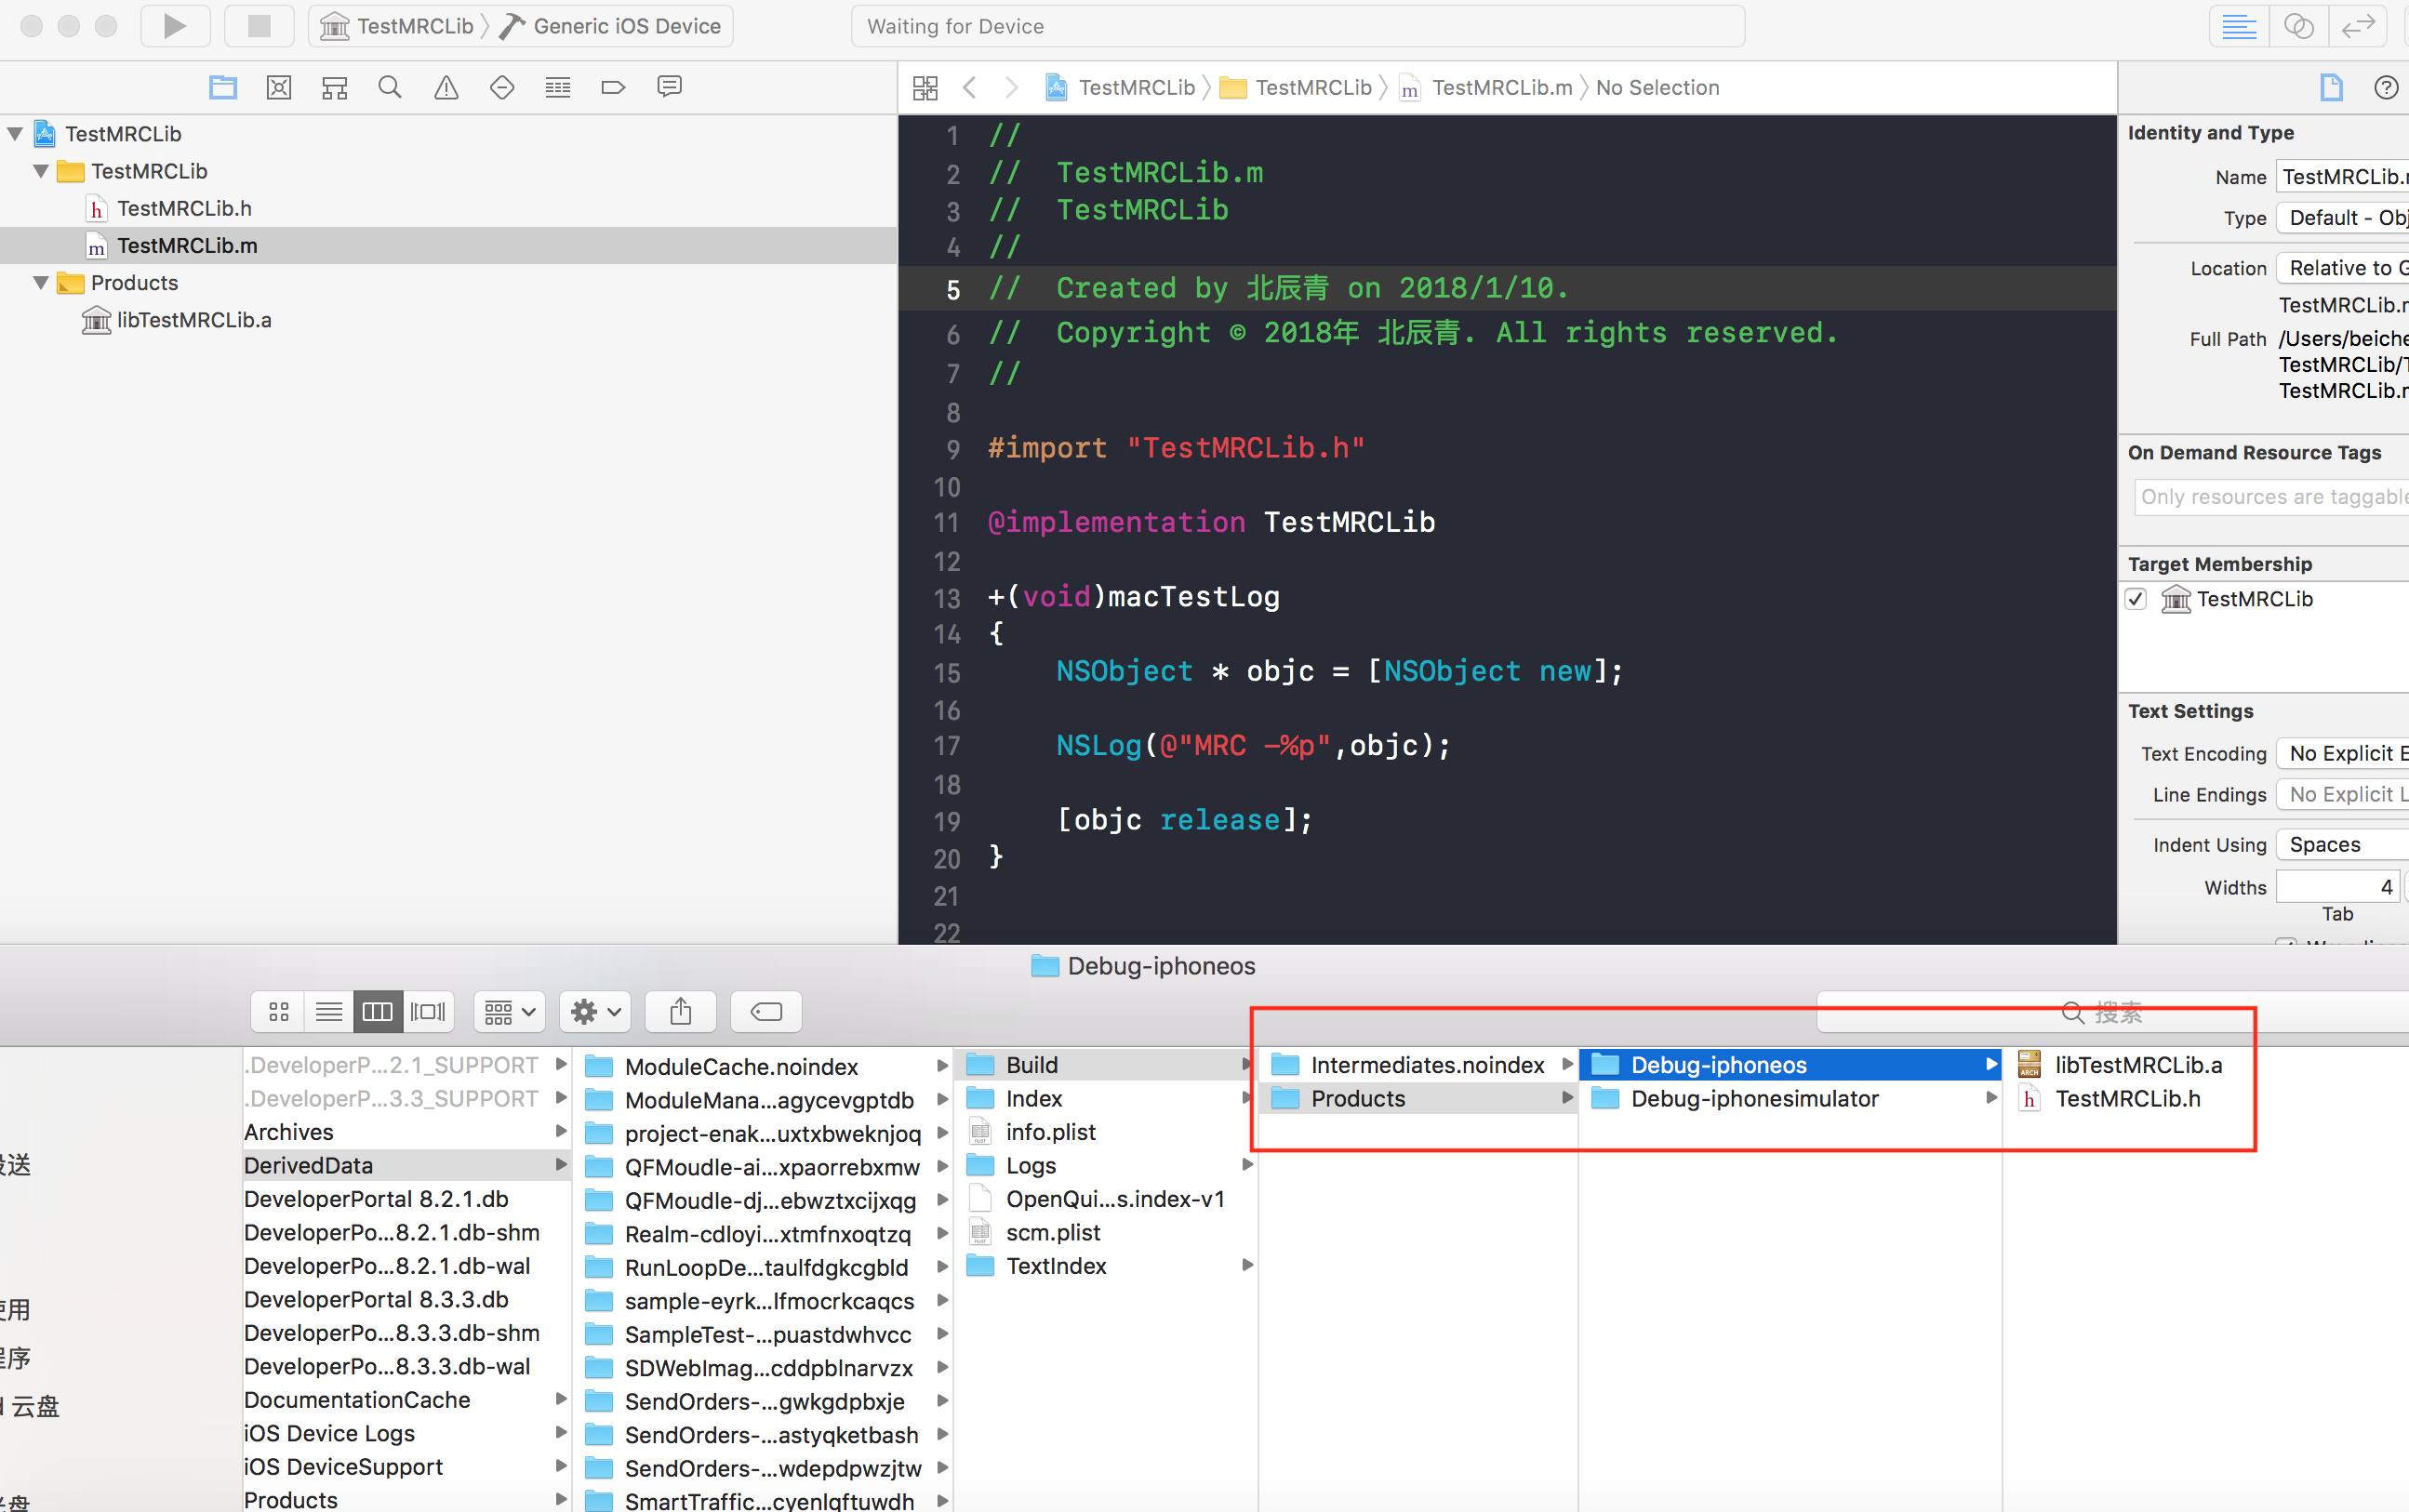 TestMRCLib
Generic iOS Device
Waiting for Device
TestMRCLib
TestMRCLib
TestMRCLib.h
TestMRCLib.m
Products
libTestMRCLib.a
TestMRCLib
TestMRCLib
TestMRCLib.m
No Selection
1 //
2 //  TestMRCLib.m
3 //  TestMRCLib
4 //
5 //  Created by 北辰青 on 2018/1/10.
6 //  Copyright © 2018年 北辰青. All rights reserved.
7 //
8
9 #import "TestMRCLib.h"
10
11 @implementation TestMRCLib
12
13 +(void)macTestLog
14 {
15     NSObject * objc = [NSObject new];
16
17     NSLog(@"MRC -%p",objc);
18
19     [objc release];
20 }
21
22
Identity and Type
Name TestMRCLib.
Type Default - Obj
Location Relative to G
TestMRCLib.
Full Path /Users/beiche
TestMRCLib/
TestMRCLib.
On Demand Resource Tags
Only resources are taggable
Target Membership
TestMRCLib
Text Settings
Text Encoding No Explicit E
Line Endings No Explicit L
Indent Using Spaces
Widths 4
Tab
Debug-iphoneos
搜索
送
使用
程序
云盘
光盘
.DeveloperP...2.1_SUPPORT
.DeveloperP...3.3_SUPPORT
Archives
DerivedData
DeveloperPortal 8.2.1.db
DeveloperPo...8.2.1.db-shm
DeveloperPo...8.2.1.db-wal
DeveloperPortal 8.3.3.db
DeveloperPo...8.3.3.db-shm
DeveloperPo...8.3.3.db-wal
DocumentationCache
iOS Device Logs
iOS DeviceSupport
Products
ModuleCache.noindex
ModuleMana...agycevgptdb
project-enak...uxtxbweknjoq
QFMoudle-ai...xpaorrebxmw
QFMoudle-dj...ebwztxcijxqg
Realm-cdloyi...xtmfnxoqtzq
RunLoopDe...taulfdgkcgbld
sample-eyrk...lfmocrkcaqcs
SampleTest-...puastdwhvcc
SDWebImag...cddpblnarvzx
SendOrders-...gwkgdpbxje
SendOrders-...astyqketbash
SendOrders-...wdepdpwzjtw
SmartTraffic...cyenlqftuwdh
Build
Index
info.plist
Logs
OpenQui...s.index-v1
scm.plist
TextIndex
Intermediates.noindex
Products
Debug-iphoneos
Debug-iphonesimulator
libTestMRCLib.a
TestMRCLib.h